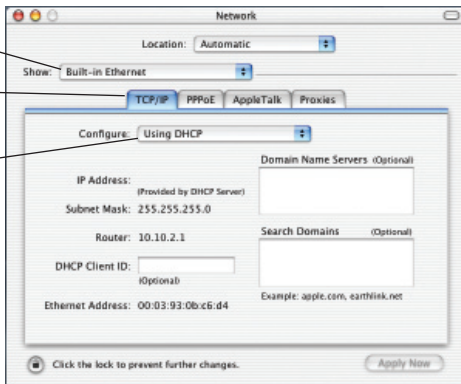 Network
Location: Automatic
Show: Built-in Ethernet
TCP/IP PPPoE AppleTalk Proxies
Configure: Using DHCP
Domain Name Servers (Optional)
IP Address:
(Provided by DHCP Server)
Subnet Mask: 255.255.255.0
Router: 10.10.2.1
Search Domains (Optional)
DHCP Client ID:
(Optional)
Example: apple.com, earthlink.net
Ethernet Address: 00:03:93:0b:c6:d4
Click the lock to prevent further changes.
Apply Now